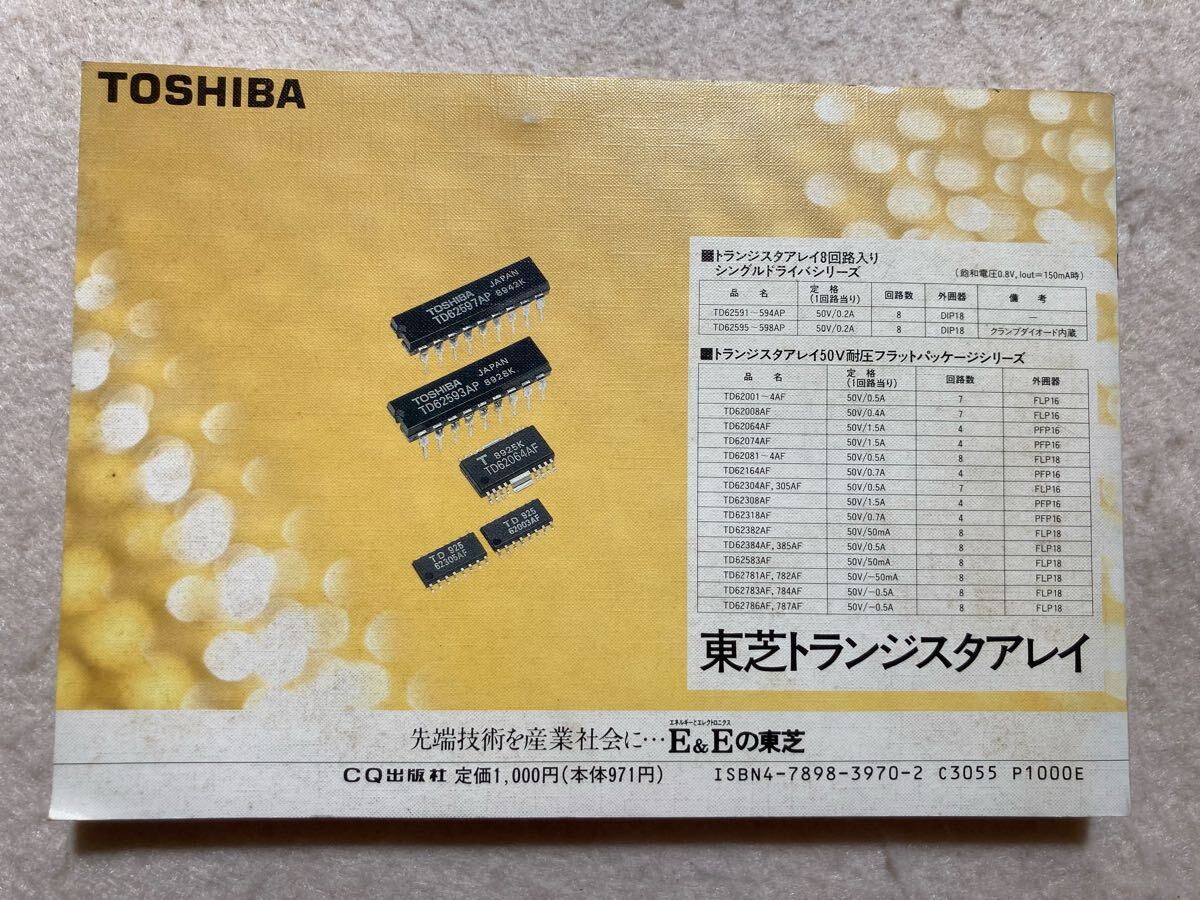 TOSHIBA
JAPAN
TOSHIBA 8943K
TD62597AP
JAPAN
TOSHIBA 8928K
TD62593AP
T 8925K
TD62064AF
TD 925
62003AF
TD 926
62305AF
■トランジスタアレイ8回路入り
シングルドライバシリーズ (飽和電圧0.8V, Iout=150mA時)
品 名 定 格 (1回路当り) 回路数 外囲器 備 考
TD62591~594AP 50V/0.2A 8 DIP18 —
TD62595~598AP 50V/0.2A 8 DIP18 クランプダイオード内蔵
■トランジスタアレイ50V耐圧フラットパッケージシリーズ
品 名 定 格 (1回路当り) 回路数 外囲器
TD62001~4AF 50V/0.5A 7 FLP16
TD62008AF 50V/0.4A 7 FLP16
TD62064AF 50V/1.5A 4 PFP16
TD62074AF 50V/1.5A 4 PFP16
TD62081~4AF 50V/0.5A 8 FLP18
TD62164AF 50V/0.7A 4 PFP16
TD62304AF, 305AF 50V/0.5A 7 FLP16
TD62308AF 50V/1.5A 4 PFP16
TD62318AF 50V/0.7A 4 PFP16
TD62382AF 50V/50mA 8 FLP18
TD62384AF, 385AF 50V/0.5A 8 FLP18
TD62583AF 50V/50mA 8 FLP18
TD62781AF, 782AF 50V/−50mA 8 FLP18
TD62783AF, 784AF 50V/−0.5A 8 FLP18
TD62786AF, 787AF 50V/−0.5A 8 FLP18
東芝トランジスタアレイ
エネルギーとエレクトロニクス
先端技術を産業社会に…E&Eの東芝
CQ出版社 定価1,000円(本体971円) ISBN4-7898-3970-2 C3055 P1000E